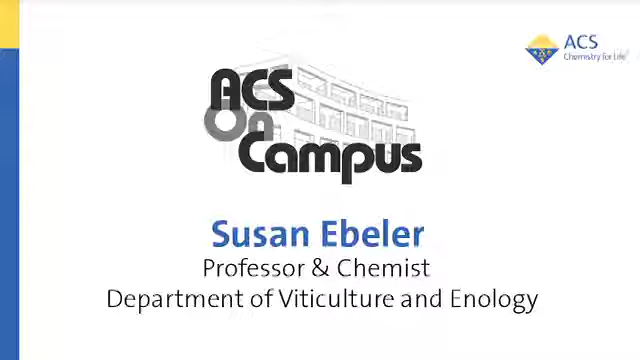 ACS
Chemistry for Life
ACS
On
Campus
Susan Ebeler
Professor & Chemist
Department of Viticulture and Enology